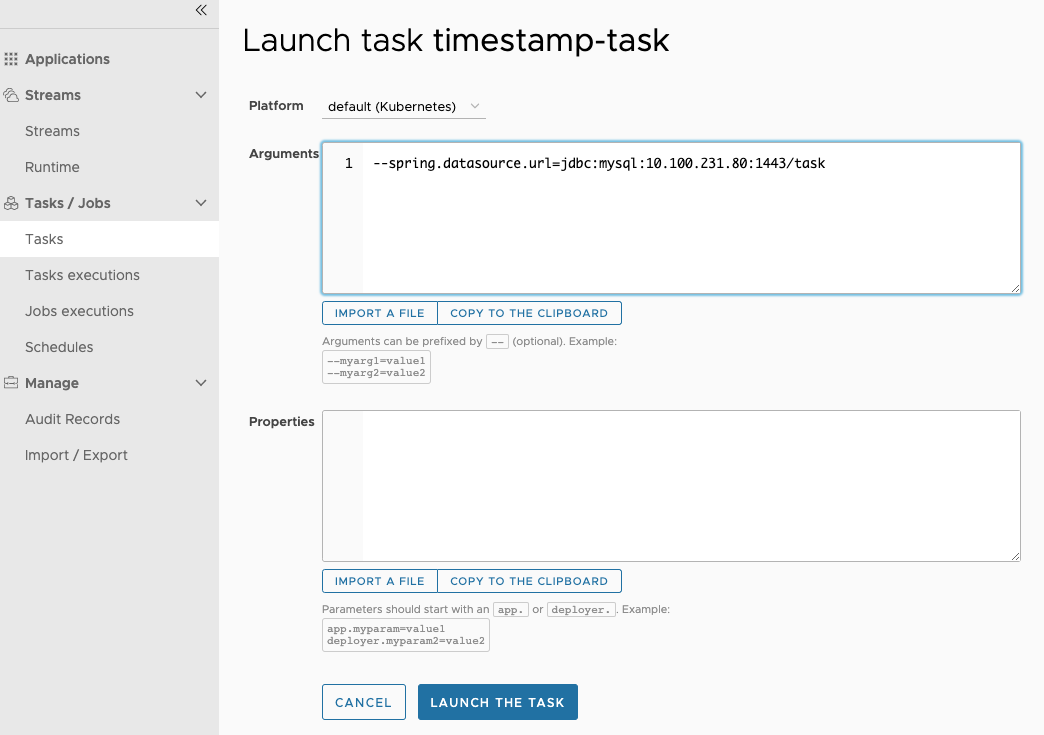 Applications
Streams
Streams
Runtime
Tasks / Jobs
Tasks
Tasks executions
Jobs executions
Schedules
Manage
Audit Records
Import / Export
Launch task timestamp-task
Platform default (Kubernetes)
Arguments 1 --spring.datasource.url=jdbc:mysql:10.100.231.80:1443/task
IMPORT A FILE COPY TO THE CLIPBOARD
Arguments can be prefixed by -- (optional). Example:
--myarg1=value1
--myarg2=value2
Properties
IMPORT A FILE COPY TO THE CLIPBOARD
Parameters should start with an app. or deployer. . Example:
app.myparam=value1
deployer.myparam2=value2
CANCEL LAUNCH THE TASK